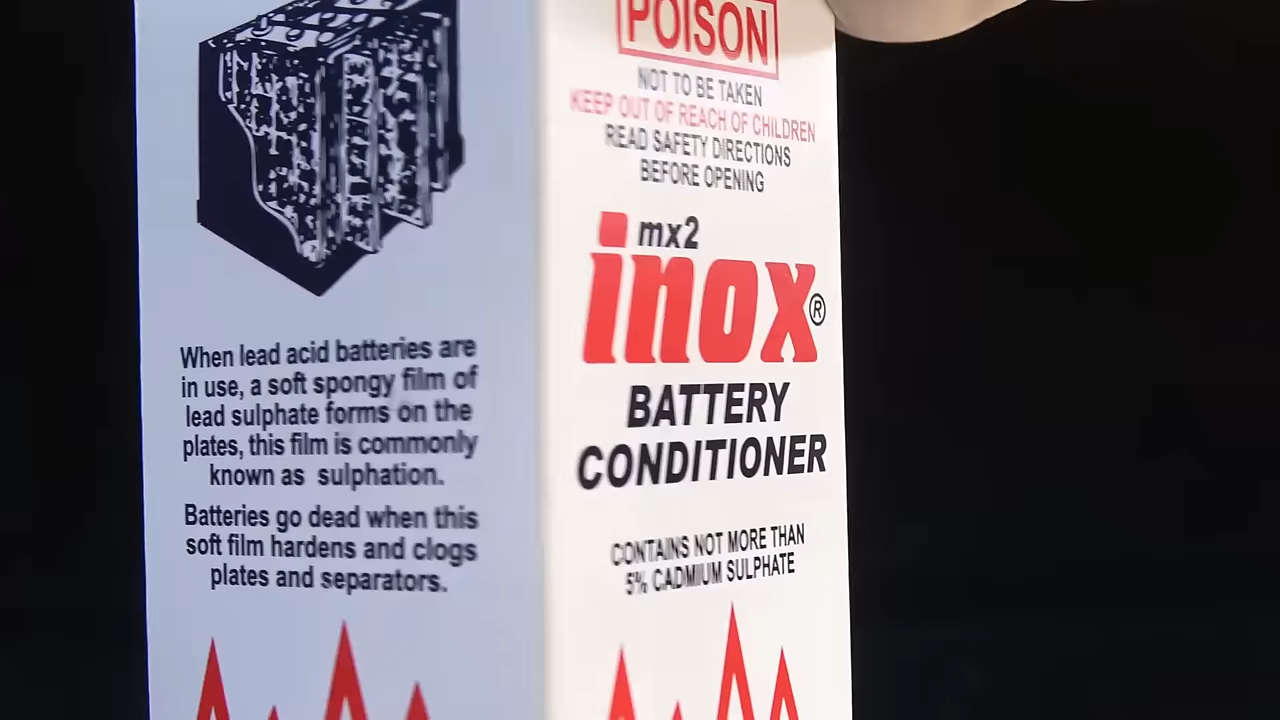 When lead acid batteries are
in use, a soft spongy film of
lead sulphate forms on the
plates, this film is commonly
known as sulphation.
Batteries go dead when this
soft film hardens and clogs
plates and separators.
POISON
NOT TO BE TAKEN
KEEP OUT OF REACH OF CHILDREN
READ SAFETY DIRECTIONS
BEFORE OPENING
mx2
inox®
BATTERY
CONDITIONER
CONTAINS NOT MORE THAN
5% CADMIUM SULPHATE